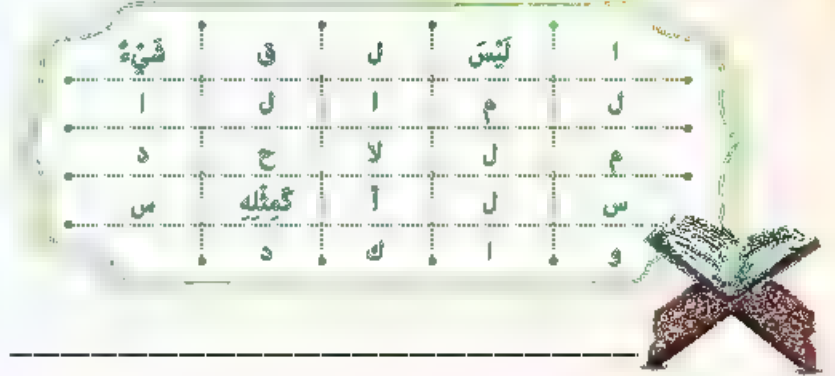 ا لَيْسَ ل ق شَيْءٌ
ل م ا ل ا
م ل لا ح د
س ل أ كَمِثْلِهِ س
و ا ك د